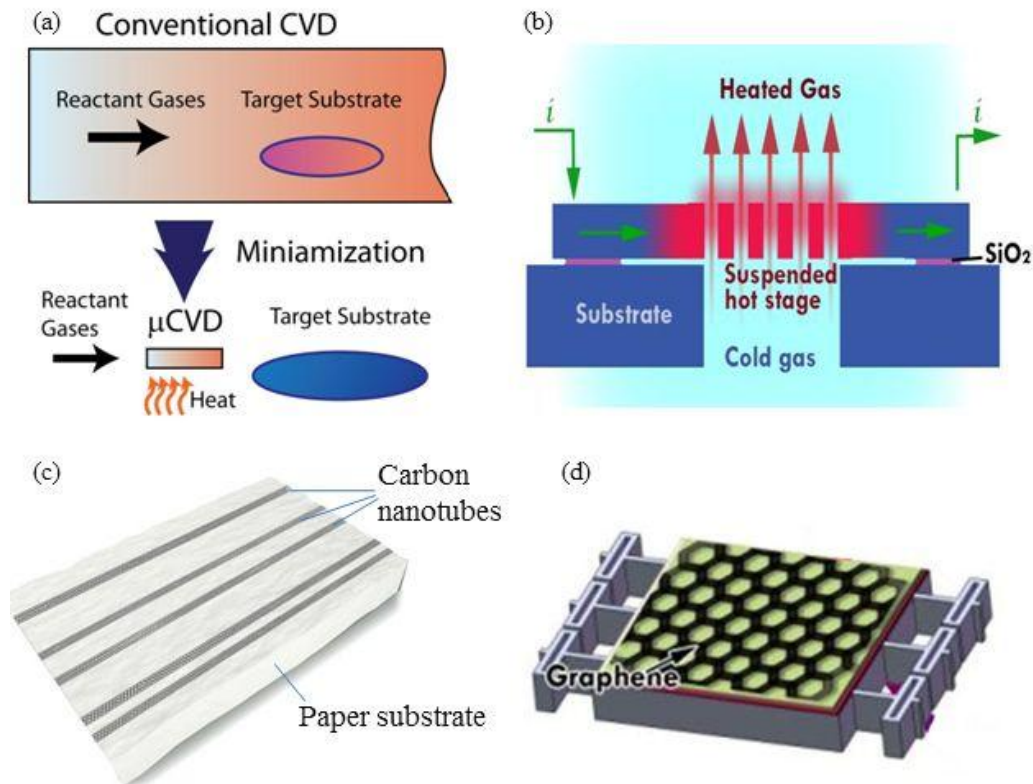 (a)
Conventional CVD
Reactant Gases
Target Substrate
Miniamization
Reactant
Gases
μCVD
Target Substrate
Heat
(b)
Heated Gas
i
i
SiO₂
Suspended
hot stage
Substrate
Cold gas
(c)
Carbon
nanotubes
Paper substrate
(d)
Graphene